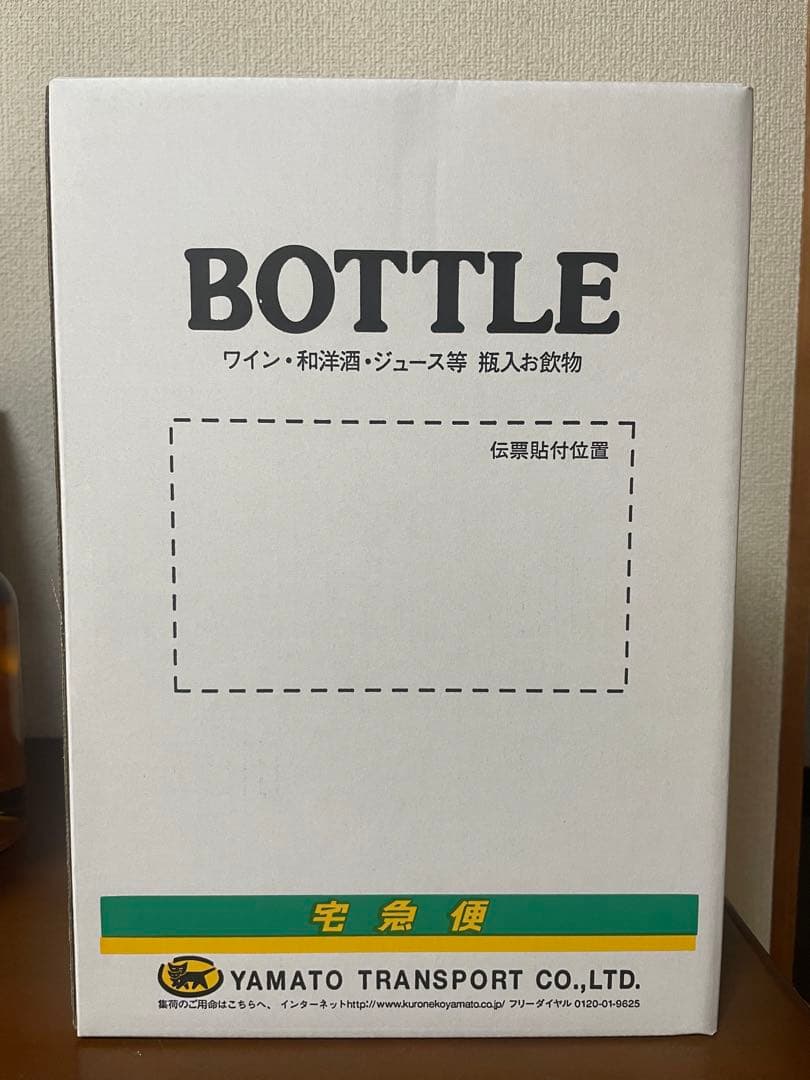 BOTTLE
ワイン・和洋酒・ジュース等 瓶入お飲物
伝票貼付位置
宅急便
YAMATO TRANSPORT CO.,LTD.
集荷のご用命はこちらへ、 インターネットhttp://www.kuronekoyamato.co.jp/ フリーダイヤル 0120-01-9625